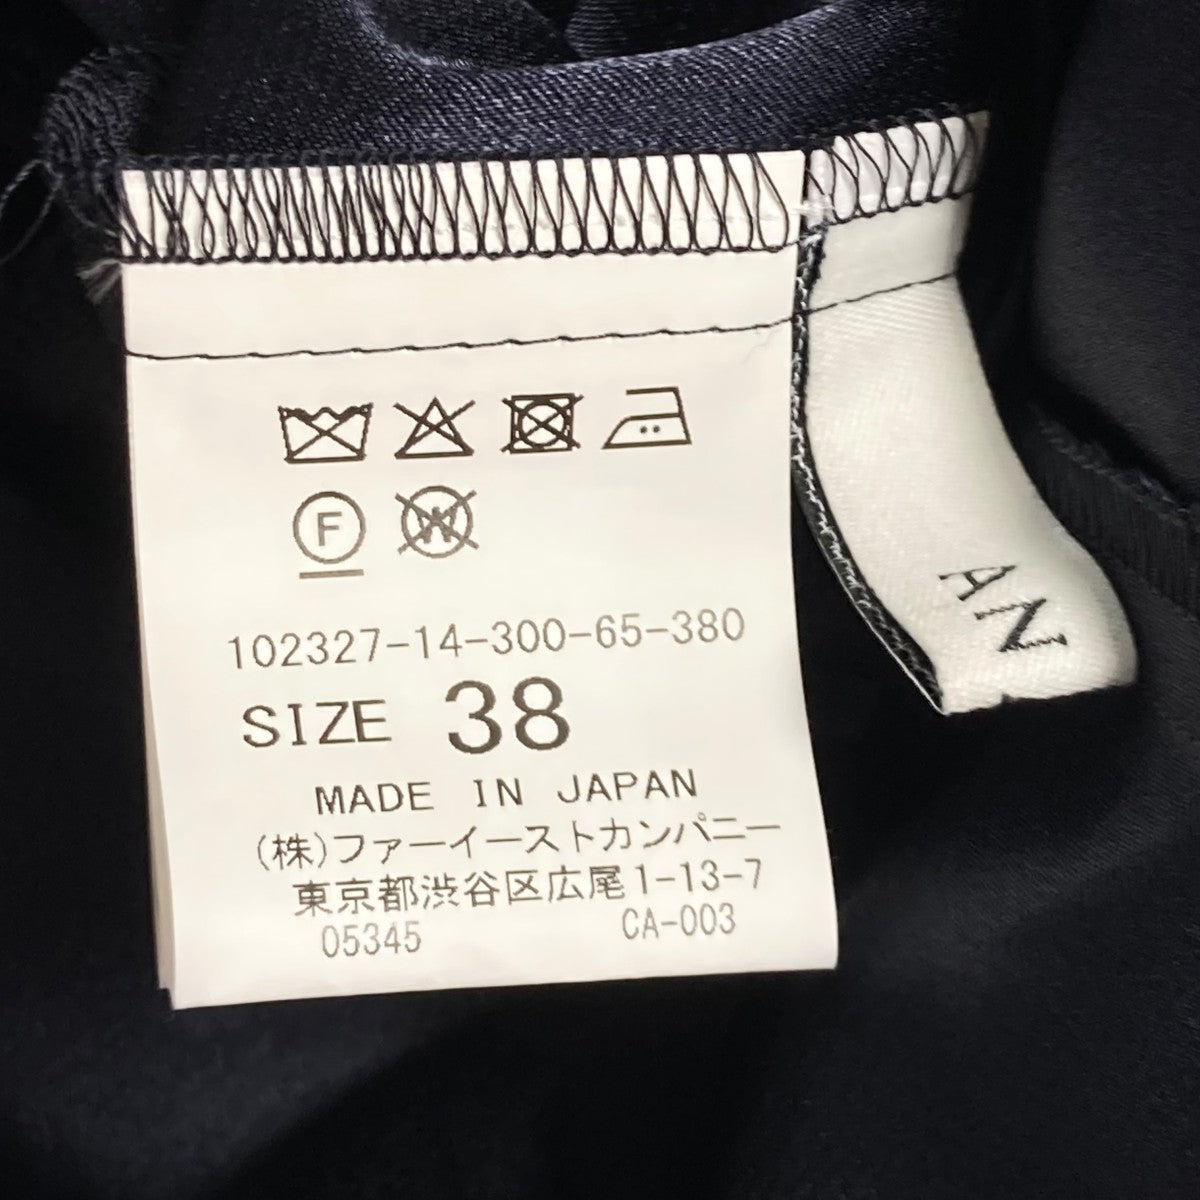 F
W
102327-14-300-65-380
SIZE 38
MADE IN JAPAN
(株)ファーイーストカンパニー
東京都渋谷区広尾1-13-7
05345 CA-003
AN